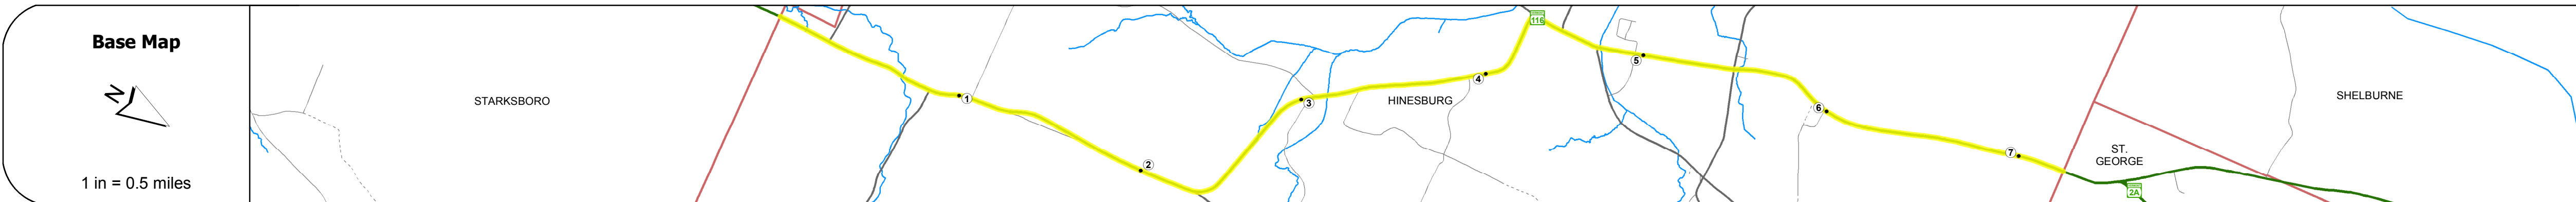 Base Map
N
1 in = 0.5 miles
STARKSBORO
1
2
3
4
HINESBURG
116
5
6
7
ST.
GEORGE
2A
SHELBURNE